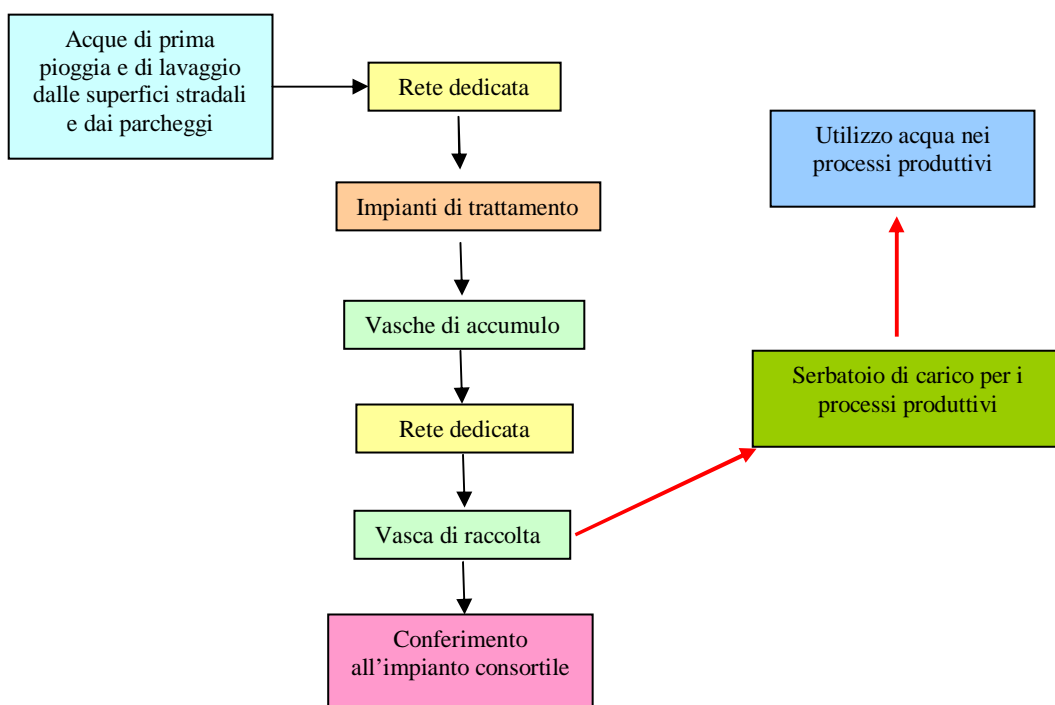 Acque di prima
pioggia e di lavaggio
dalle superfici stradali
e dai parcheggi
Rete dedicata
Impianti di trattamento
Vasche di accumulo
Rete dedicata
Vasca di raccolta
Conferimento
all’impianto consortile
Serbatoio di carico per i
processi produttivi
Utilizzo acqua nei
processi produttivi